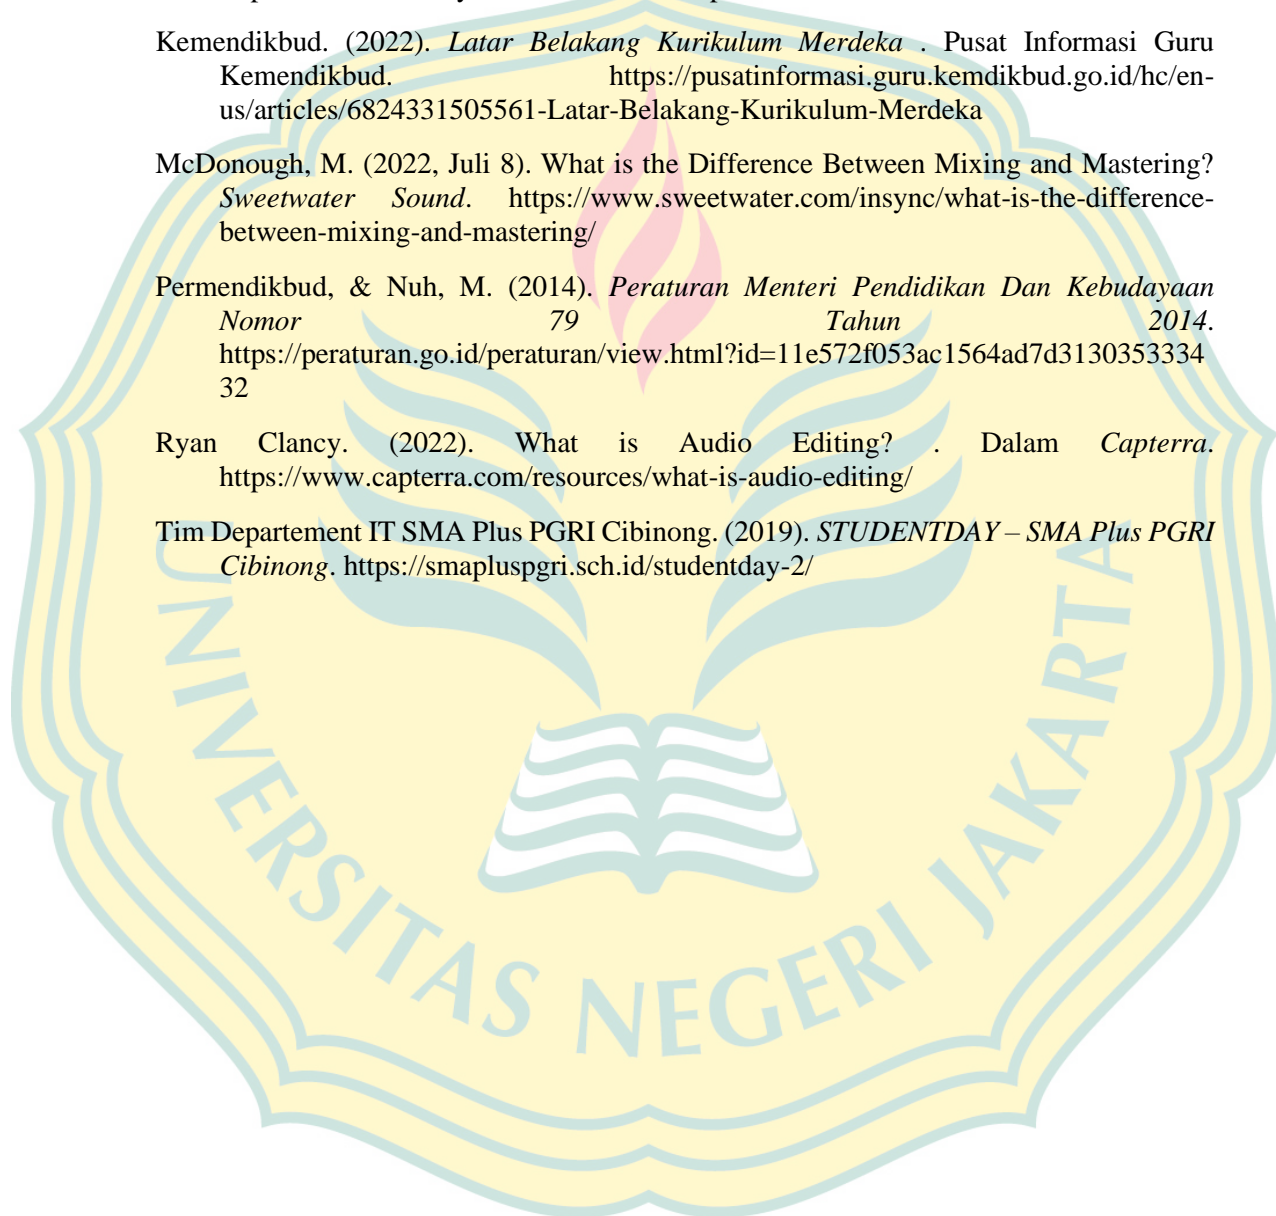 Kemendikbud. (2022). Latar Belakang Kurikulum Merdeka . Pusat Informasi Guru
Kemendikbud. https://pusatinformasi.guru.kemdikbud.go.id/hc/en-
us/articles/6824331505561-Latar-Belakang-Kurikulum-Merdeka
McDonough, M. (2022, Juli 8). What is the Difference Between Mixing and Mastering?
Sweetwater Sound. https://www.sweetwater.com/insync/what-is-the-difference-
between-mixing-and-mastering/
Permendikbud, & Nuh, M. (2014). Peraturan Menteri Pendidikan Dan Kebudayaan
Nomor 79 Tahun 2014.
https://peraturan.go.id/peraturan/view.html?id=11e572f053ac1564ad7d3130353334
32
Ryan Clancy. (2022). What is Audio Editing? . Dalam Capterra.
https://www.capterra.com/resources/what-is-audio-editing/
Tim Departement IT SMA Plus PGRI Cibinong. (2019). STUDENTDAY – SMA Plus PGRI
Cibinong. https://smapluspgri.sch.id/studentday-2/
UNIVERSITAS NEGERI JAKARTA